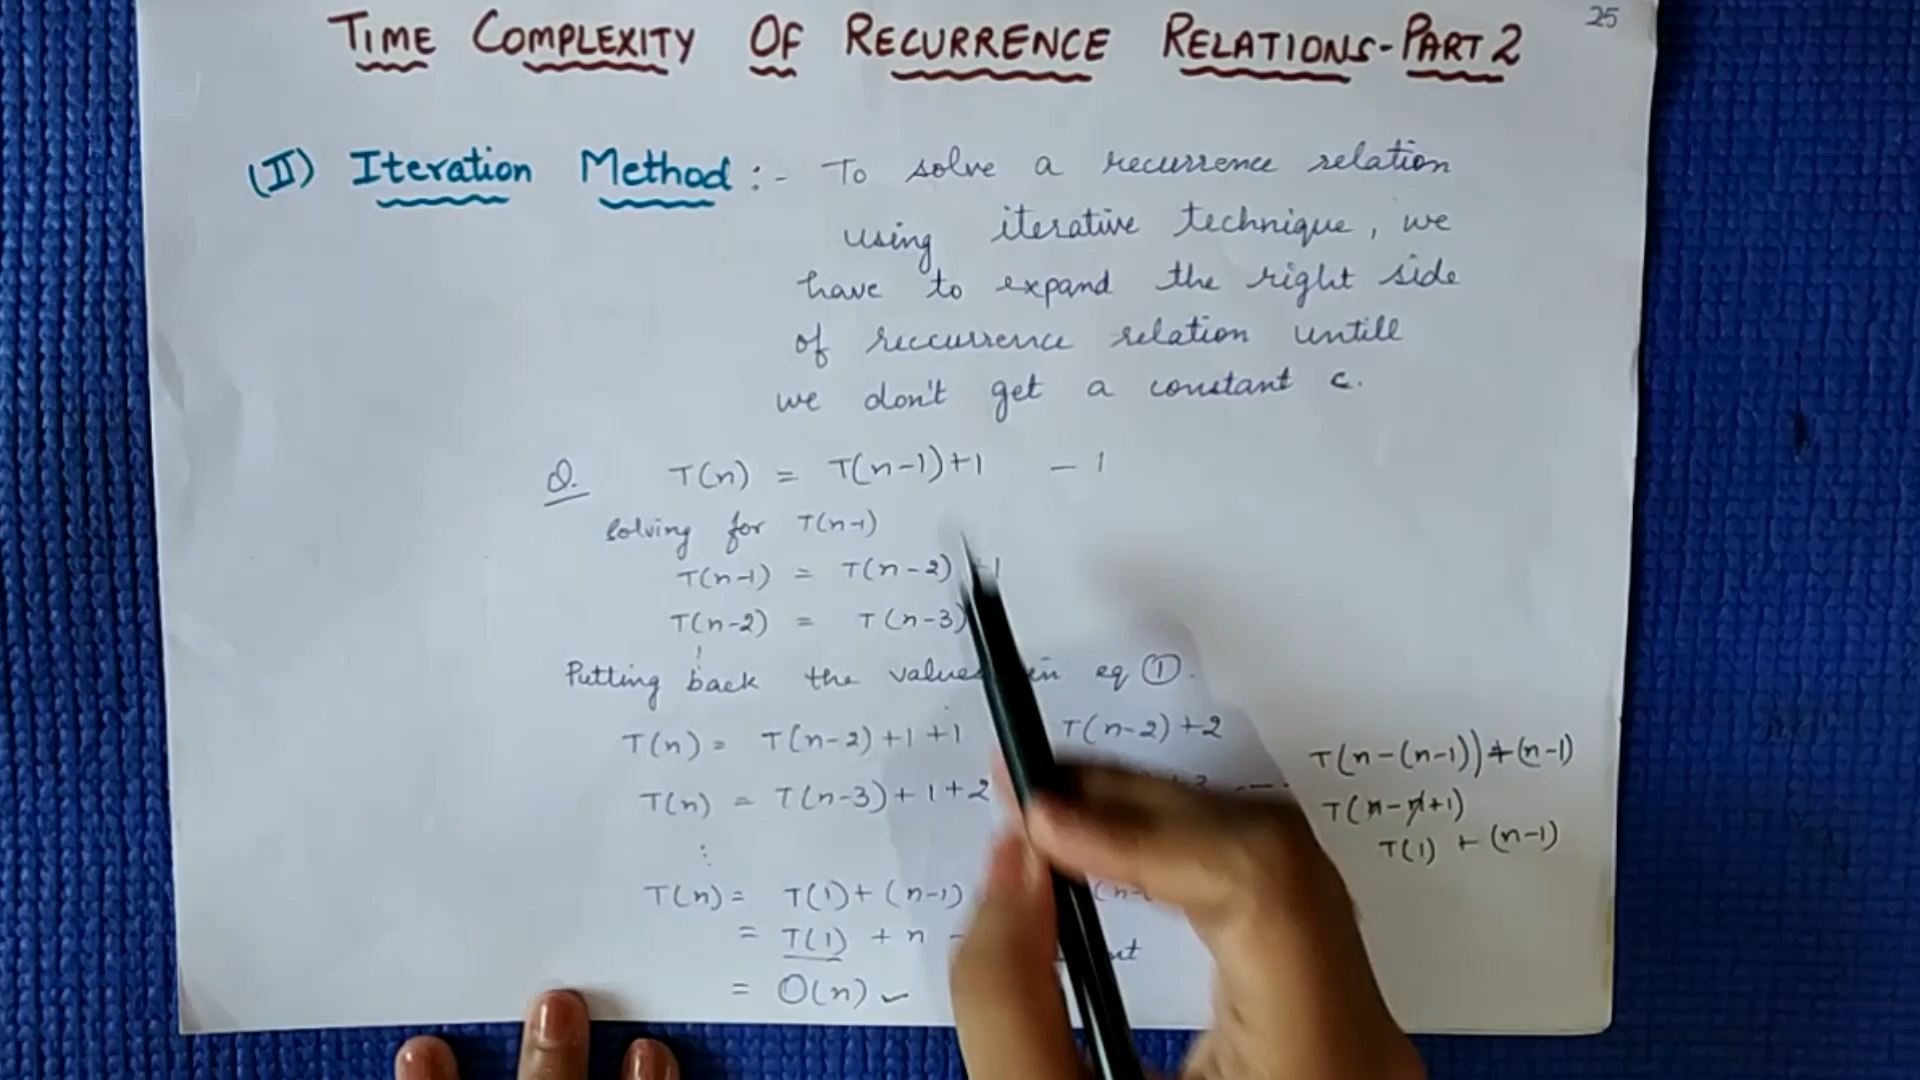 25
TIME COMPLEXITY OF RECURRENCE RELATIONS-PART 2
(II) Iteration Method :- To solve a recurrence relation
using iterative technique, we
have to expand the right side
of reccurrence relation untill
we don't get a constant c.
Q. T(n) = T(n-1)+1 - 1
Solving for T(n-1)
T(n-1) = T(n-2) +1
T(n-2) = T(n-3)
Putting back the values in eq ①.
T(n) = T(n-2)+1+1 T(n-2)+2
T(n) = T(n-3)+1+2 +3 ----
T(n-(n-1))+(n-1)
T(n-n+1)
T(1) + (n-1)
⋮
T(n) = T(1)+(n-1)
= T(1) + n -
= O(n) ✓